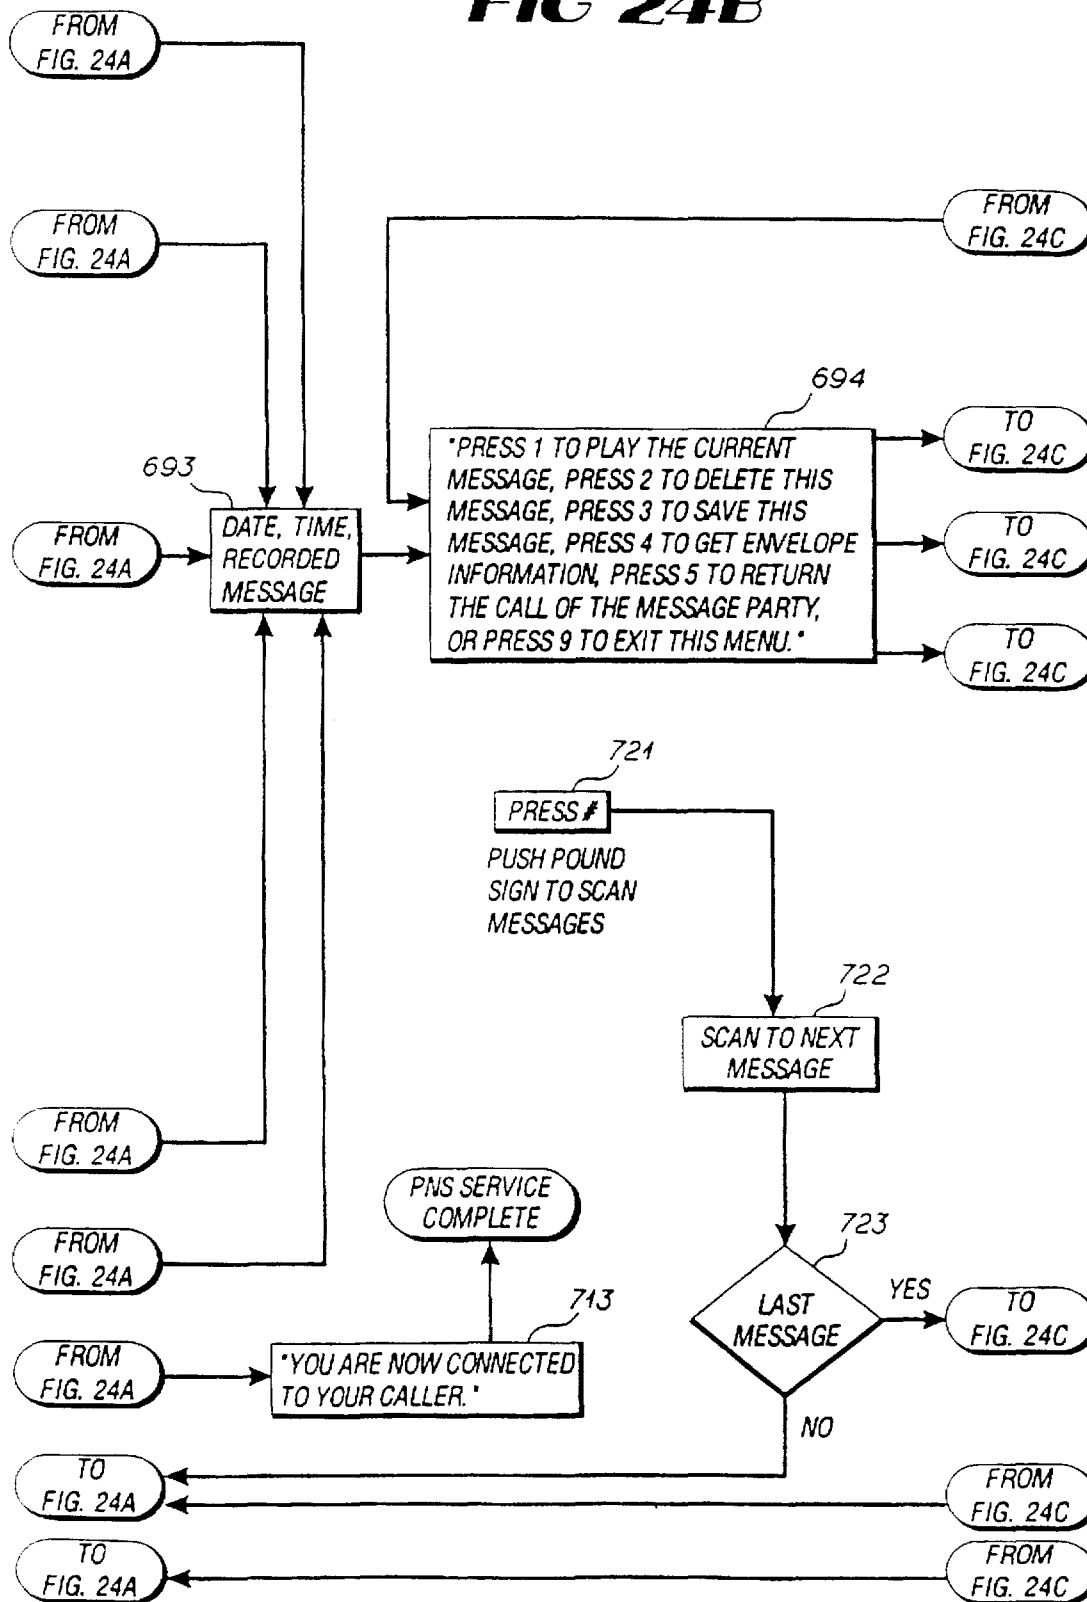 FIG 24B
FROM
FIG. 24A
FROM
FIG. 24A
FROM
FIG. 24C
694
"PRESS 1 TO PLAY THE CURRENT
MESSAGE, PRESS 2 TO DELETE THIS
MESSAGE, PRESS 3 TO SAVE THIS
MESSAGE, PRESS 4 TO GET ENVELOPE
INFORMATION, PRESS 5 TO RETURN
THE CALL OF THE MESSAGE PARTY,
OR PRESS 9 TO EXIT THIS MENU."
TO
FIG. 24C
TO
FIG. 24C
TO
FIG. 24C
693
FROM
FIG. 24A
DATE, TIME,
RECORDED
MESSAGE
721
PRESS #
PUSH POUND
SIGN TO SCAN
MESSAGES
722
SCAN TO NEXT
MESSAGE
FROM
FIG. 24A
PNS SERVICE
COMPLETE
723
LAST
MESSAGE
YES
TO
FIG. 24C
FROM
FIG. 24A
713
FROM
FIG. 24A
"YOU ARE NOW CONNECTED
TO YOUR CALLER."
NO
TO
FIG. 24A
FROM
FIG. 24C
TO
FIG. 24A
FROM
FIG. 24C